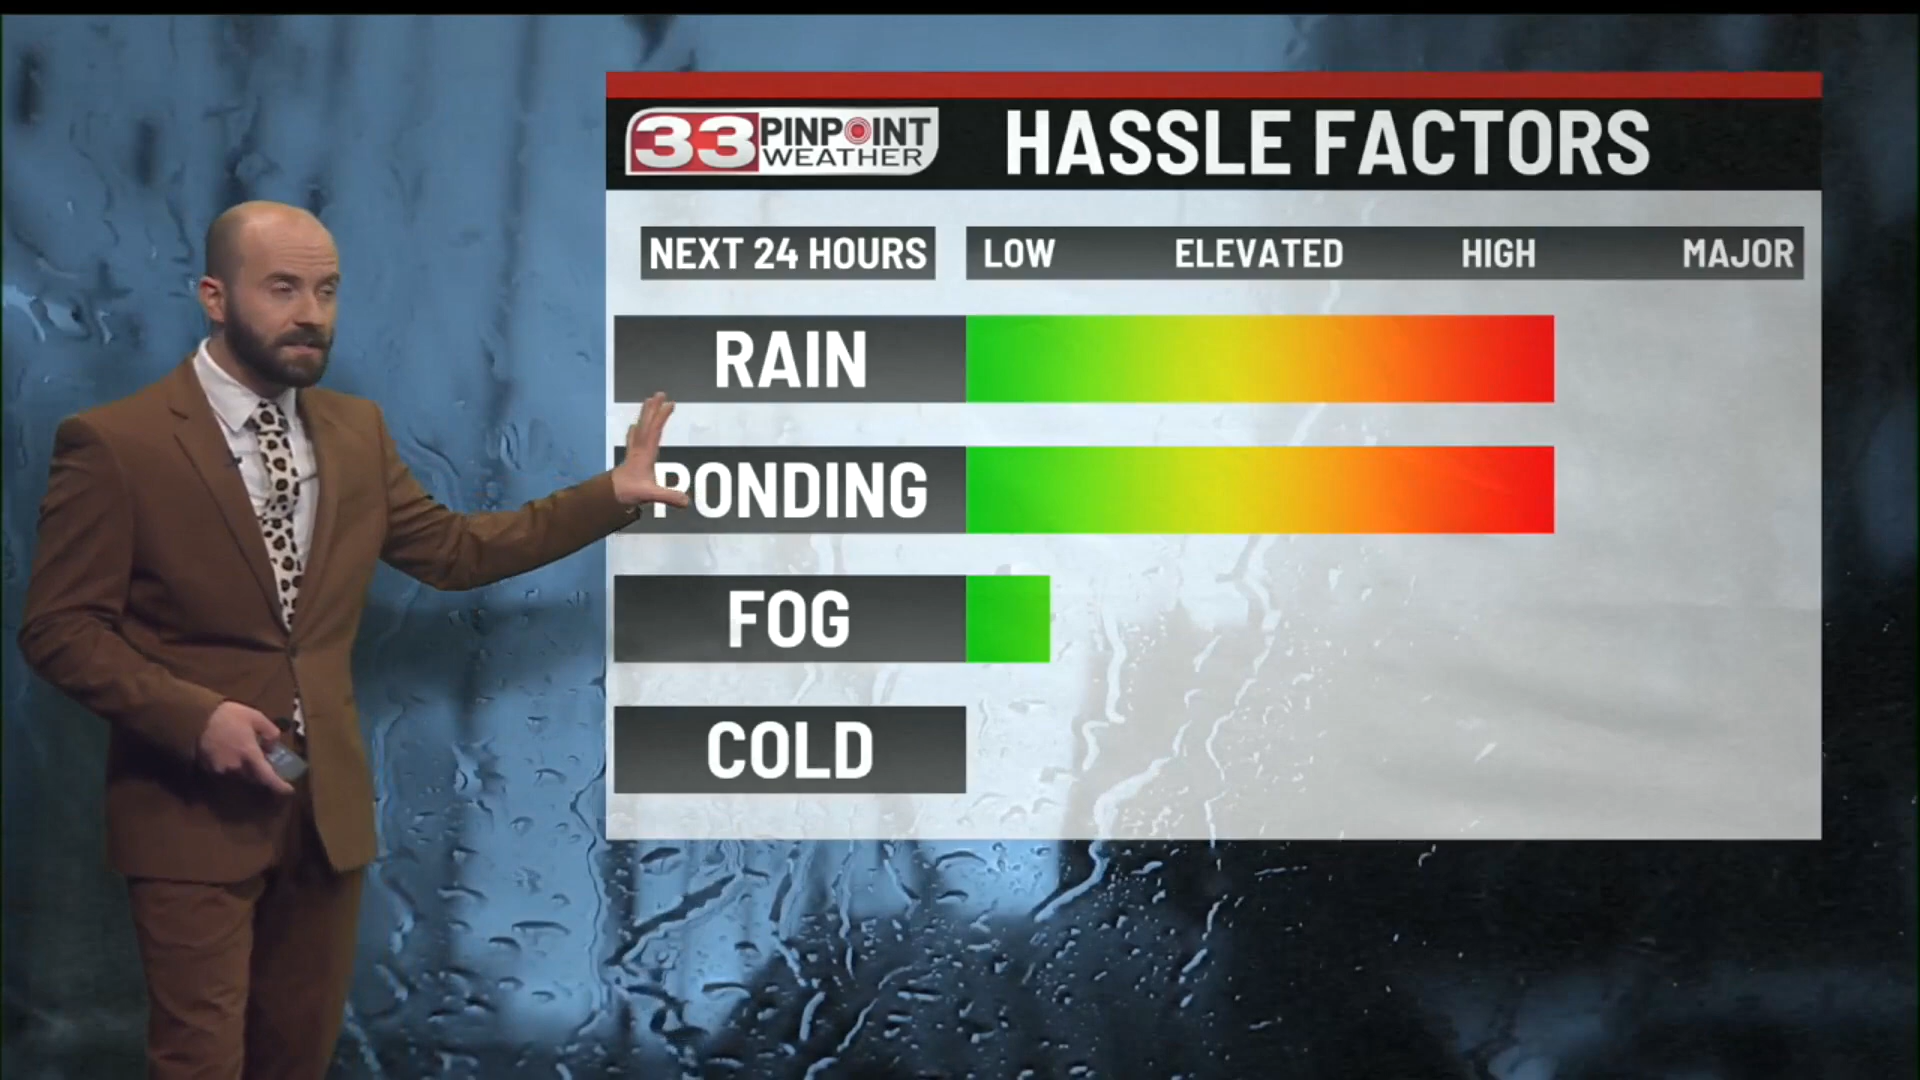 33 PINPOINT WEATHER
HASSLE FACTORS
NEXT 24 HOURS
LOW ELEVATED HIGH MAJOR
RAIN
PONDING
FOG
COLD